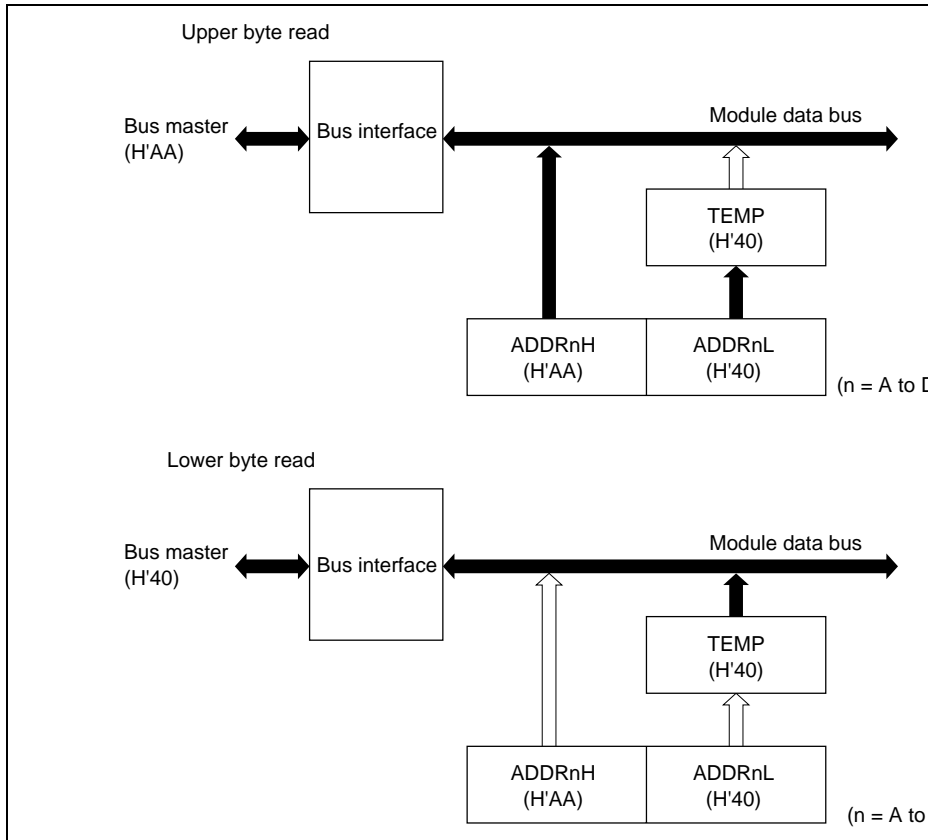 Upper byte read
Bus master
(H'AA)
Bus interface
Module data bus
TEMP
(H'40)
ADDRnH
(H'AA)
ADDRnL
(H'40)
(n = A to D
Lower byte read
Bus master
(H'40)
Bus interface
Module data bus
TEMP
(H'40)
ADDRnH
(H'AA)
ADDRnL
(H'40)
(n = A to